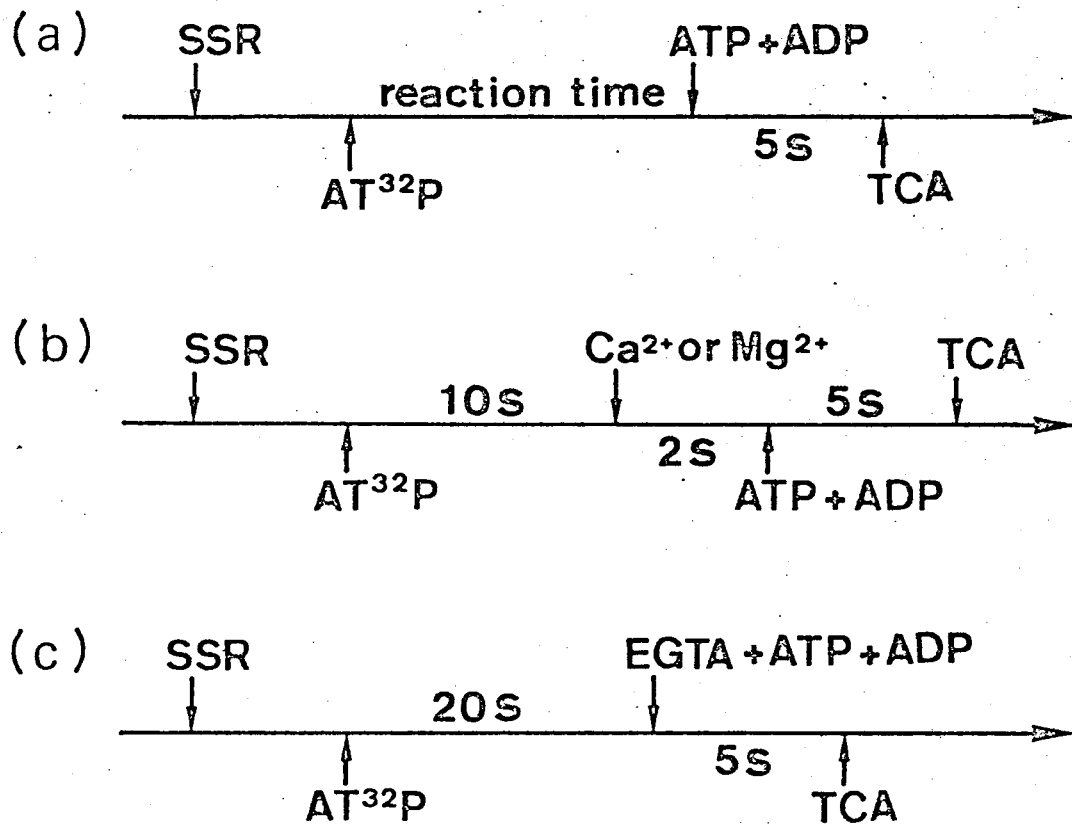 (a)
SSR
ATP+ADP
reaction time
5s
AT³²P
TCA
(b)
SSR
Ca²⁺ or Mg²⁺
TCA
10s
5s
2s
AT³²P
ATP+ADP
(c)
SSR
EGTA+ATP+ADP
20s
5s
AT³²P
TCA